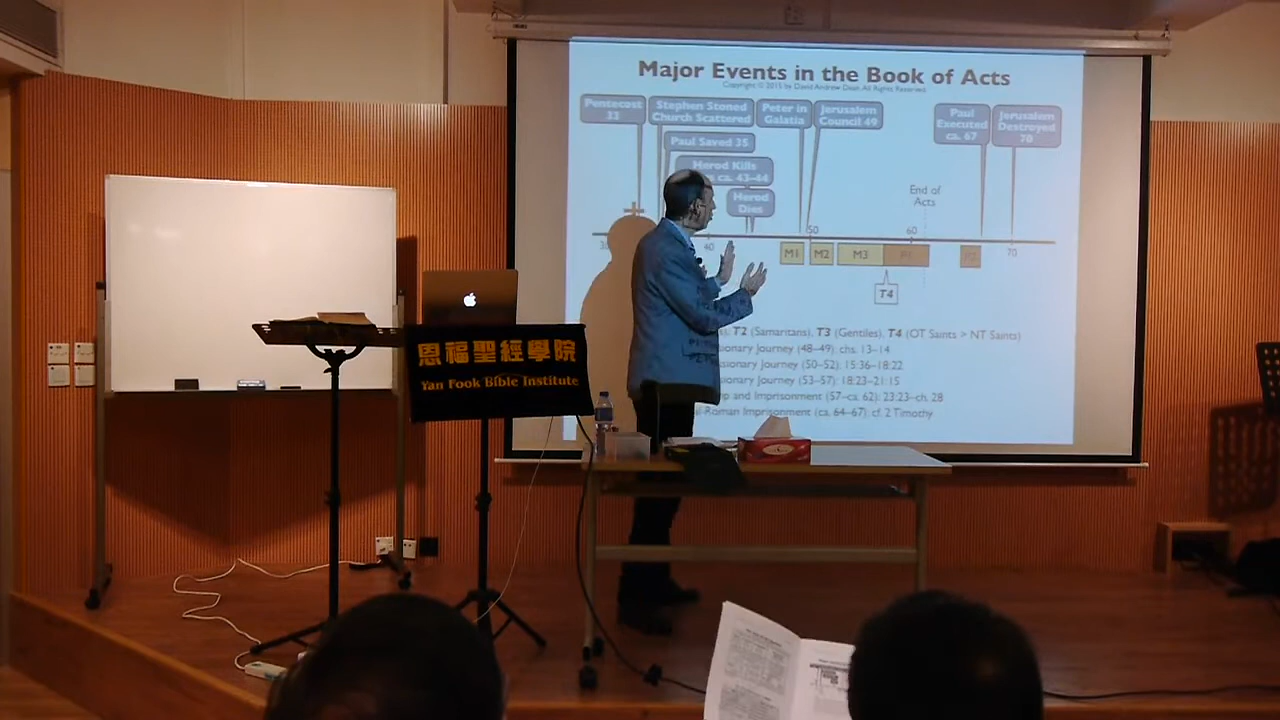 Major Events in the Book of Acts
Copyright © 2015 by David Andrew Dean. All Rights Reserved.
Pentecost
33
Stephen Stoned
Church Scattered
Peter in
Galatia
Jerusalem
Council 49
Paul
Executed
ca. 67
Jerusalem
Destroyed
70
Paul Saved 35
Herod Kills
ca. 43–44
Herod
Dies
End of
Acts
40
50
60
70
M1
M2
M3
T4
T2 (Samaritans), T3 (Gentiles), T4 (OT Saints > NT Saints)
Journey (48–49): chs. 13–14
Journey (50–52): 15:36–18:22
Journey (53–57): 18:23–21:15
and Imprisonment (57–ca. 62): 23:23–ch. 28
Imprisonment (ca. 64–67): cf. 2 Timothy
恩福聖經學院
Yan Fook Bible Institute